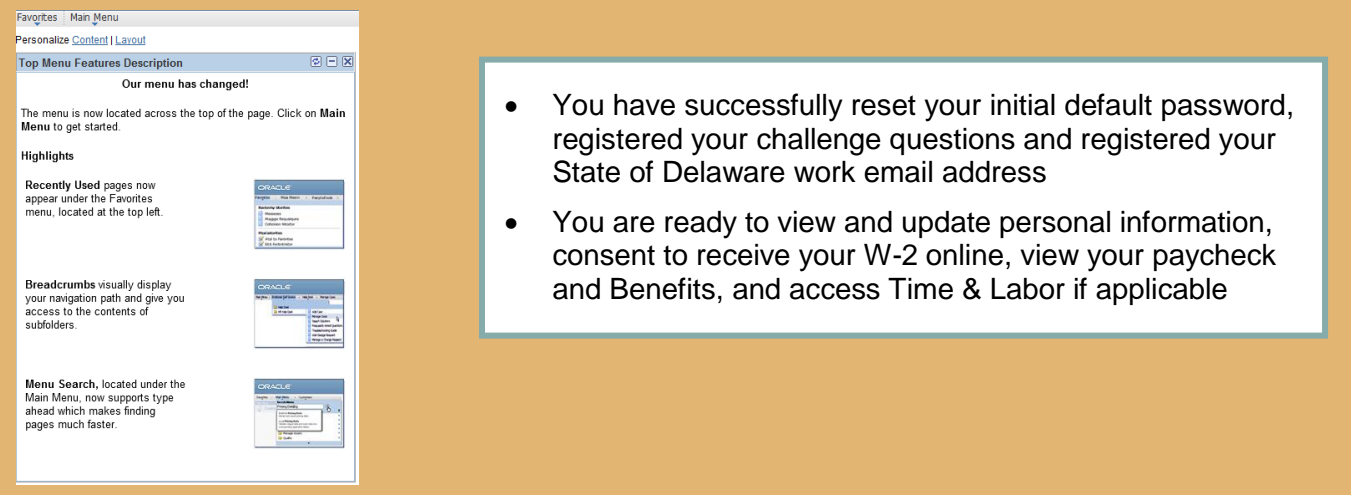 Favorites Main Menu
Personalize Content | Layout
Top Menu Features Description
Our menu has changed!
The menu is now located across the top of the page. Click on Main
Menu to get started.
Highlights
Recently Used pages now
appear under the Favorites
menu, located at the top left.
ORACLE
Breadcrumbs visually display
your navigation path and give you
access to the contents of
subfolders.
ORACLE
Menu Search, located under the
Main Menu, now supports type
ahead which makes finding
pages much faster.
ORACLE
• You have successfully reset your initial default password,
registered your challenge questions and registered your
State of Delaware work email address
• You are ready to view and update personal information,
consent to receive your W-2 online, view your paycheck
and Benefits, and access Time & Labor if applicable